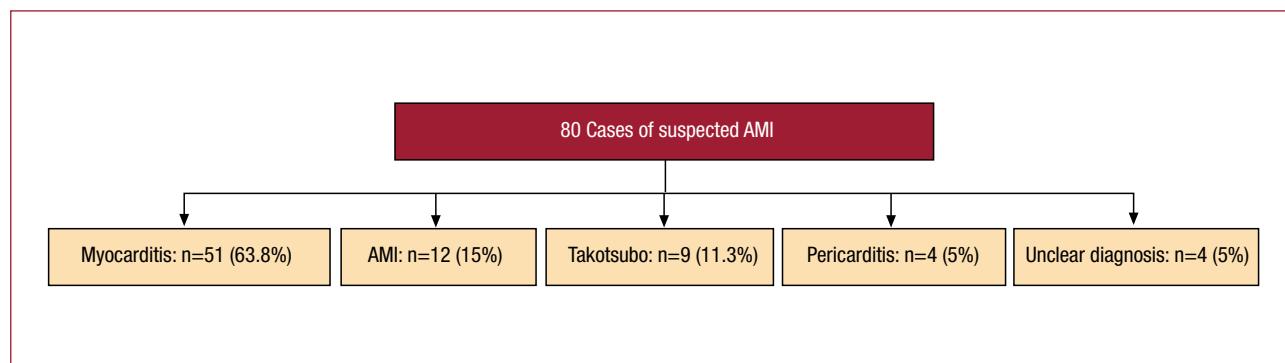 80 Cases of suspected AMI
Myocarditis: n=51 (63.8%)
AMI: n=12 (15%)
Takotsubo: n=9 (11.3%)
Pericarditis: n=4 (5%)
Unclear diagnosis: n=4 (5%)